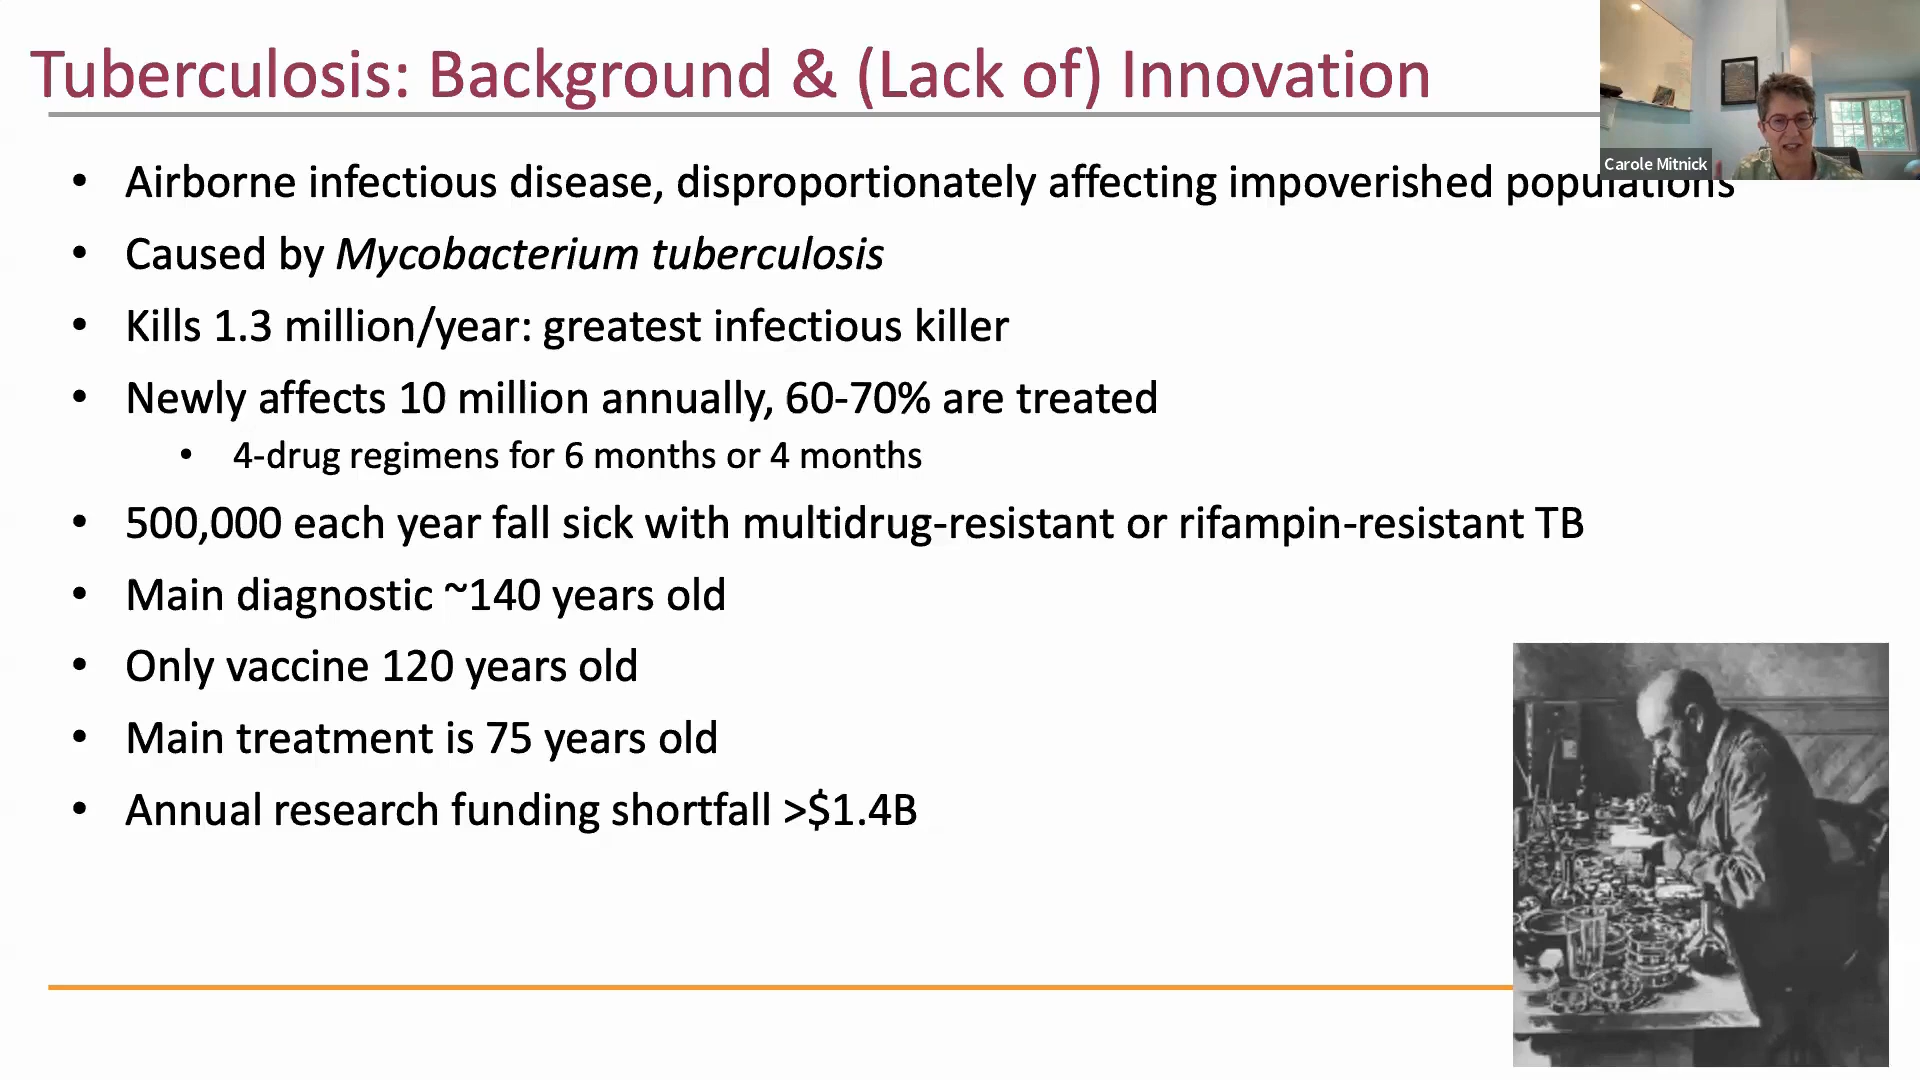 Tuberculosis: Background & (Lack of) Innovation
Carole Mitnick
• Airborne infectious disease, disproportionately affecting impoverished populations
• Caused by Mycobacterium tuberculosis
• Kills 1.3 million/year: greatest infectious killer
• Newly affects 10 million annually, 60-70% are treated
• 4-drug regimens for 6 months or 4 months
• 500,000 each year fall sick with multidrug-resistant or rifampin-resistant TB
• Main diagnostic ~140 years old
• Only vaccine 120 years old
• Main treatment is 75 years old
• Annual research funding shortfall >$1.4B